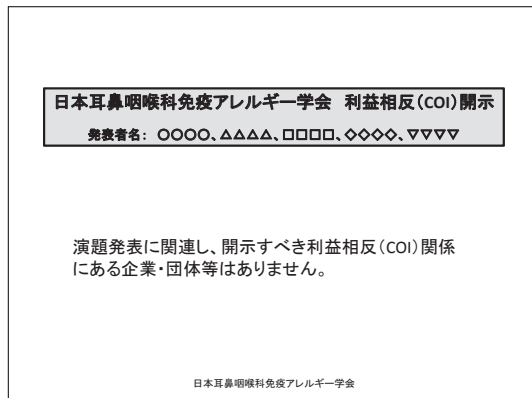 日本耳鼻咽喉科免疫アレルギー学会 利益相反(COI)開示
発表者名: ○○○○、△△△△、□□□□、◇◇◇◇、▽▽▽▽
演題発表に関連し、開示すべき利益相反(COI)関係
にある企業・団体等はありません。
日本耳鼻咽喉科免疫アレルギー学会